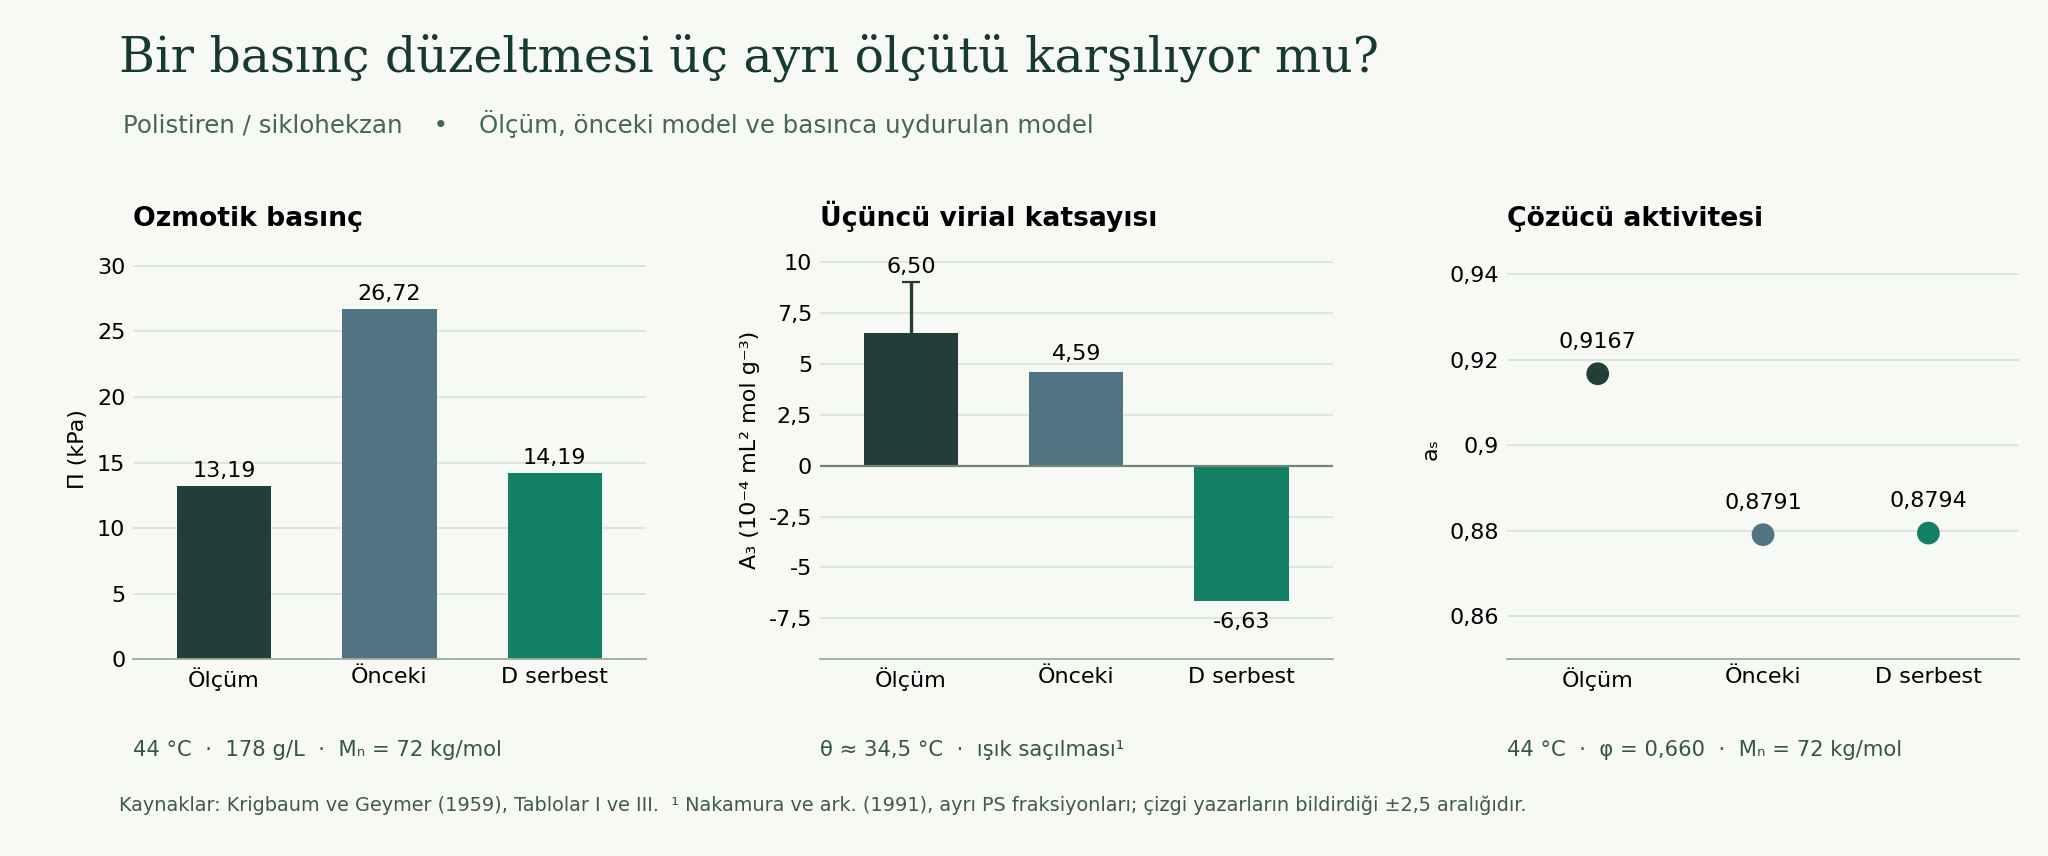 Bir basınç düzeltmesi üç ayrı ölçütü karşılıyor mu?
Polistiren / siklohekzan • Ölçüm, önceki model ve basınca uydurulan model
Ozmotik basınç
Π (kPa)
30
25
20
15
10
5
0
13,19
26,72
14,19
Ölçüm
Önceki
D serbest
44 °C · 178 g/L · Mₙ = 72 kg/mol
Üçüncü virial katsayısı
A₃ (10⁻⁴ mL² mol g⁻³)
10
7,5
5
2,5
0
-2,5
-5
-7,5
6,50
4,59
-6,63
Ölçüm
Önceki
D serbest
θ ≈ 34,5 °C · ışık saçılması¹
Çözücü aktivitesi
aₛ
0,94
0,92
0,9
0,88
0,86
0,9167
0,8791
0,8794
Ölçüm
Önceki
D serbest
44 °C · φ = 0,660 · Mₙ = 72 kg/mol
Kaynaklar: Krigbaum ve Geymer (1959), Tablolar I ve III. ¹ Nakamura ve ark. (1991), ayrı PS fraksiyonları; çizgi yazarların bildirdiği ±2,5 aralığıdır.